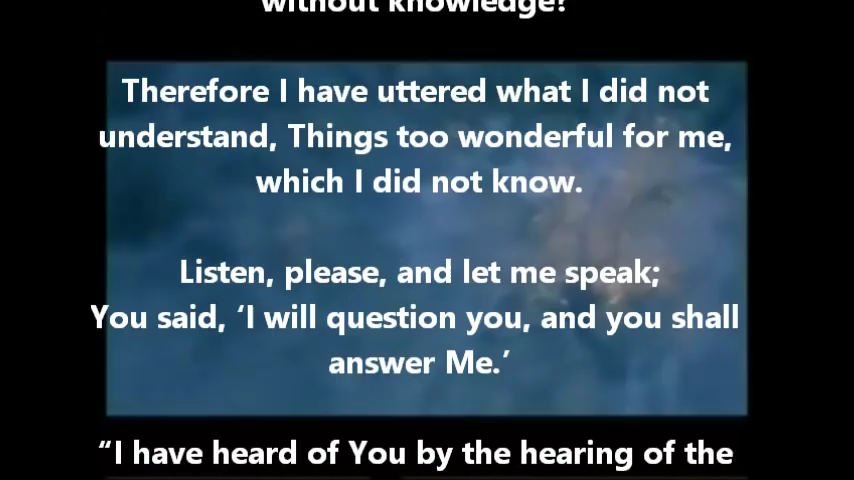 without knowledge?
Therefore I have uttered what I did not
understand, Things too wonderful for me,
which I did not know.
Listen, please, and let me speak;
You said, ‘I will question you, and you shall
answer Me.’
“I have heard of You by the hearing of the